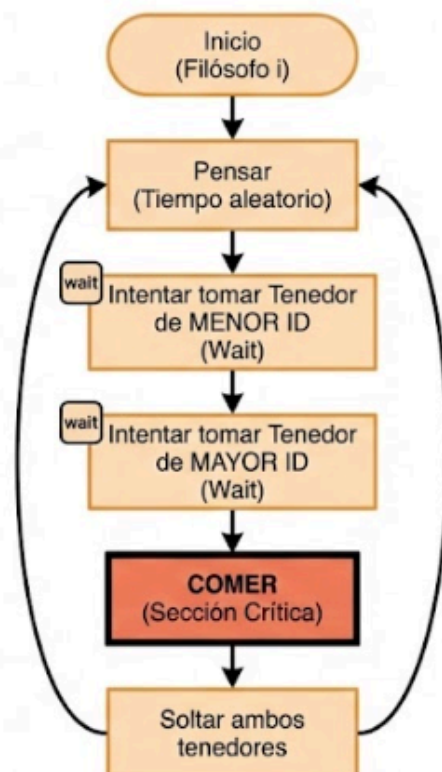 Inicio
(Filósofo i)
Pensar
(Tiempo aleatorio)
wait
Intentar tomar Tenedor
de MENOR ID
(Wait)
wait
Intentar tomar Tenedor
de MAYOR ID
(Wait)
COMER
(Sección Crítica)
Soltar ambos
tenedores